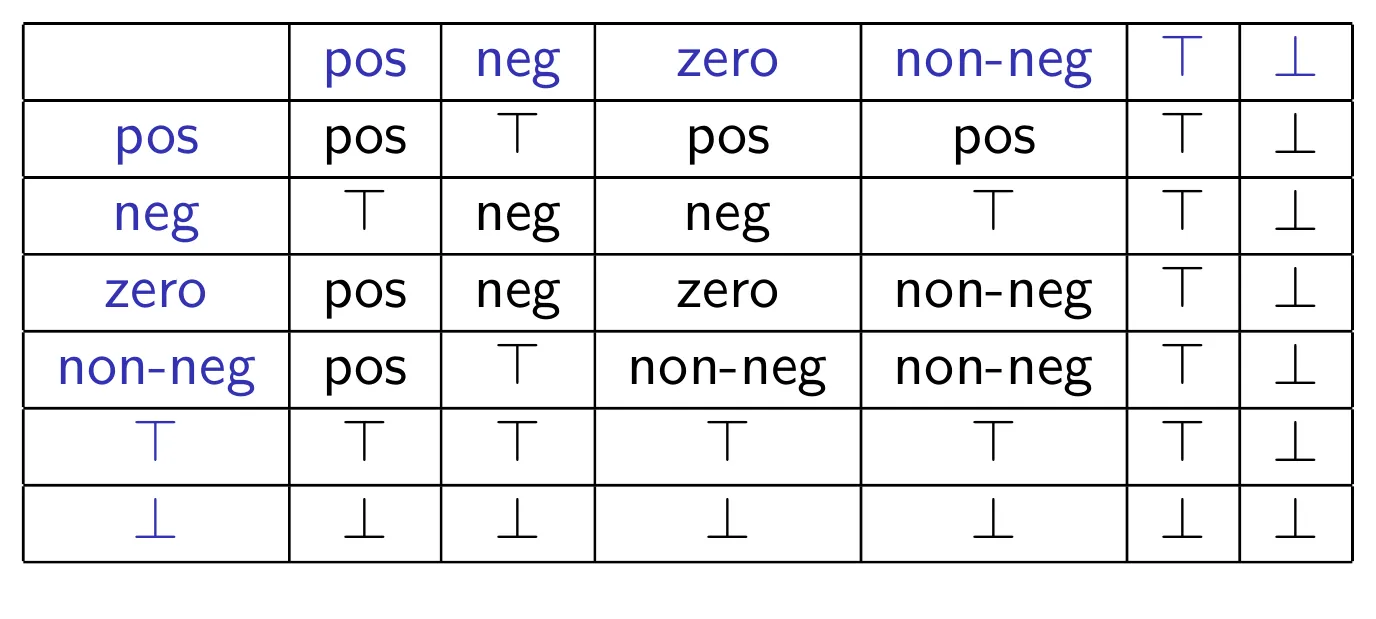 pos neg zero non-neg ⊤ ⊥
pos pos ⊤ pos pos ⊤ ⊥
neg ⊤ neg neg ⊤ ⊤ ⊥
zero pos neg zero non-neg ⊤ ⊥
non-neg pos ⊤ non-neg non-neg ⊤ ⊥
⊤ ⊤ ⊤ ⊤ ⊤ ⊤ ⊥
⊥ ⊥ ⊥ ⊥ ⊥ ⊥ ⊥